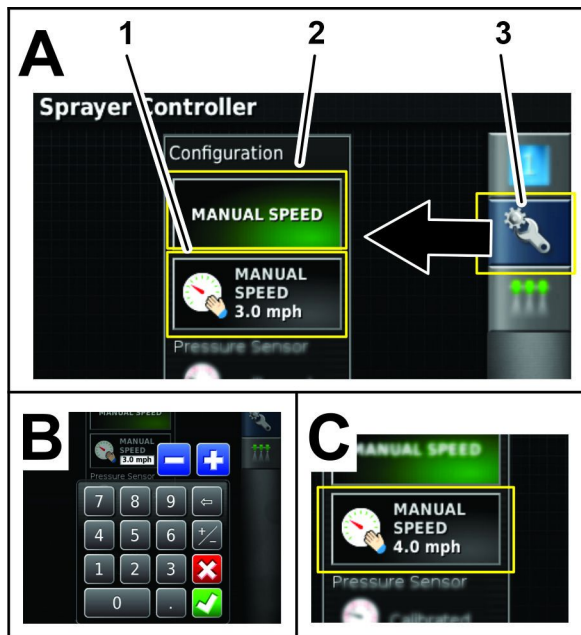 1
2
3
A
Sprayer Controller
Configuration
MANUAL SPEED
MANUAL
SPEED
3.0 mph
Pressure Sensor
1
B
MANUAL SPEED
MANUAL
SPEED
3.0 mph
Pressure Sensor
7 8 9 ⇦
4 5 6 +/-
1 2 3
0 .
C
MANUAL SPEED
MANUAL
SPEED
4.0 mph
Pressure Sensor
Calibrated